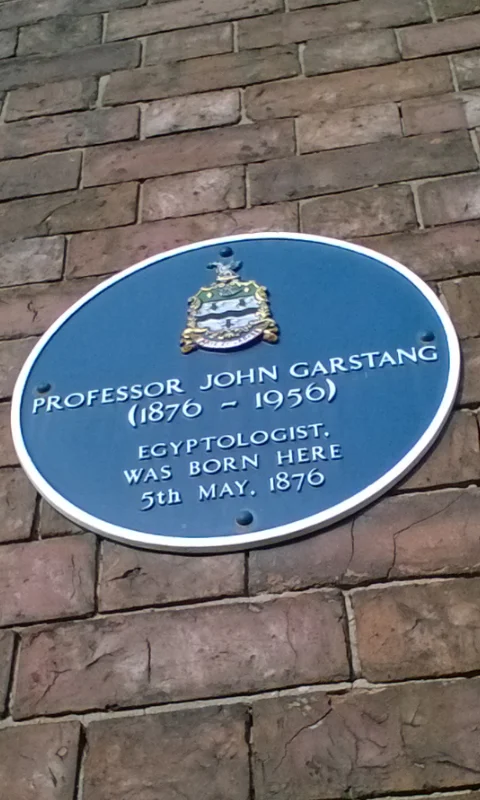 PROFESSOR JOHN GARSTANG
(1876 ~ 1956)
EGYPTOLOGIST,
WAS BORN HERE
5th MAY, 1876